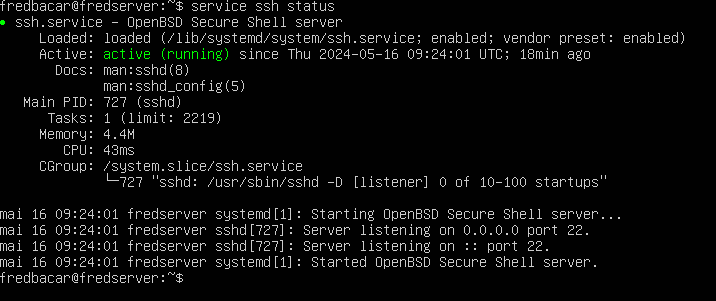 fredbacar@fredserver:~$ service ssh status
● ssh.service - OpenBSD Secure Shell server
Loaded: loaded (/lib/systemd/system/ssh.service; enabled; vendor preset: enabled)
Active: active (running) since Thu 2024-05-16 09:24:01 UTC; 18min ago
Docs: man:sshd(8)
man:sshd_config(5)
Main PID: 727 (sshd)
Tasks: 1 (limit: 2219)
Memory: 4.4M
CPU: 43ms
CGroup: /system.slice/ssh.service
└─727 "sshd: /usr/sbin/sshd -D [listener] 0 of 10-100 startups"
mai 16 09:24:01 fredserver systemd[1]: Starting OpenBSD Secure Shell server...
mai 16 09:24:01 fredserver sshd[727]: Server listening on 0.0.0.0 port 22.
mai 16 09:24:01 fredserver sshd[727]: Server listening on :: port 22.
mai 16 09:24:01 fredserver systemd[1]: Started OpenBSD Secure Shell server.
fredbacar@fredserver:~$